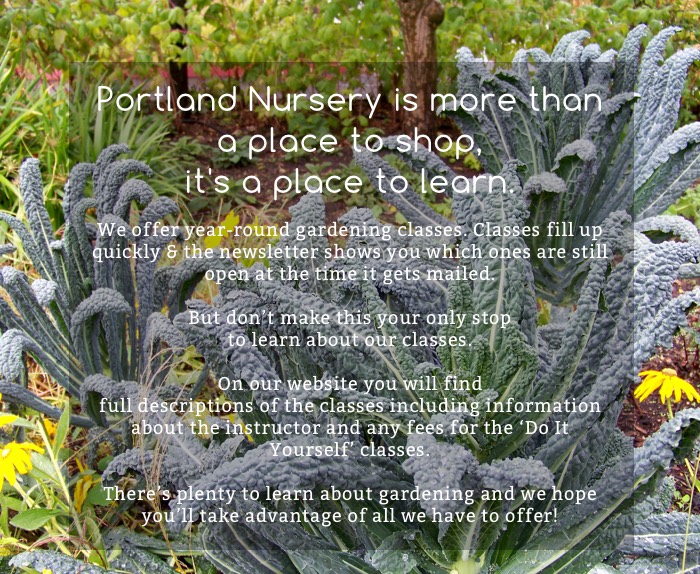 Portland Nursery is more than
a place to shop,
it's a place to learn.
We offer year-round gardening classes. Classes fill up
quickly & the newsletter shows you which ones are still
open at the time it gets mailed.
But don't make this your only stop
to learn about our classes.
On our website you will find
full descriptions of the classes including information
about the instructor and any fees for the ‘Do It
Yourself’ classes.
There's plenty to learn about gardening and we hope
you'll take advantage of all we have to offer!